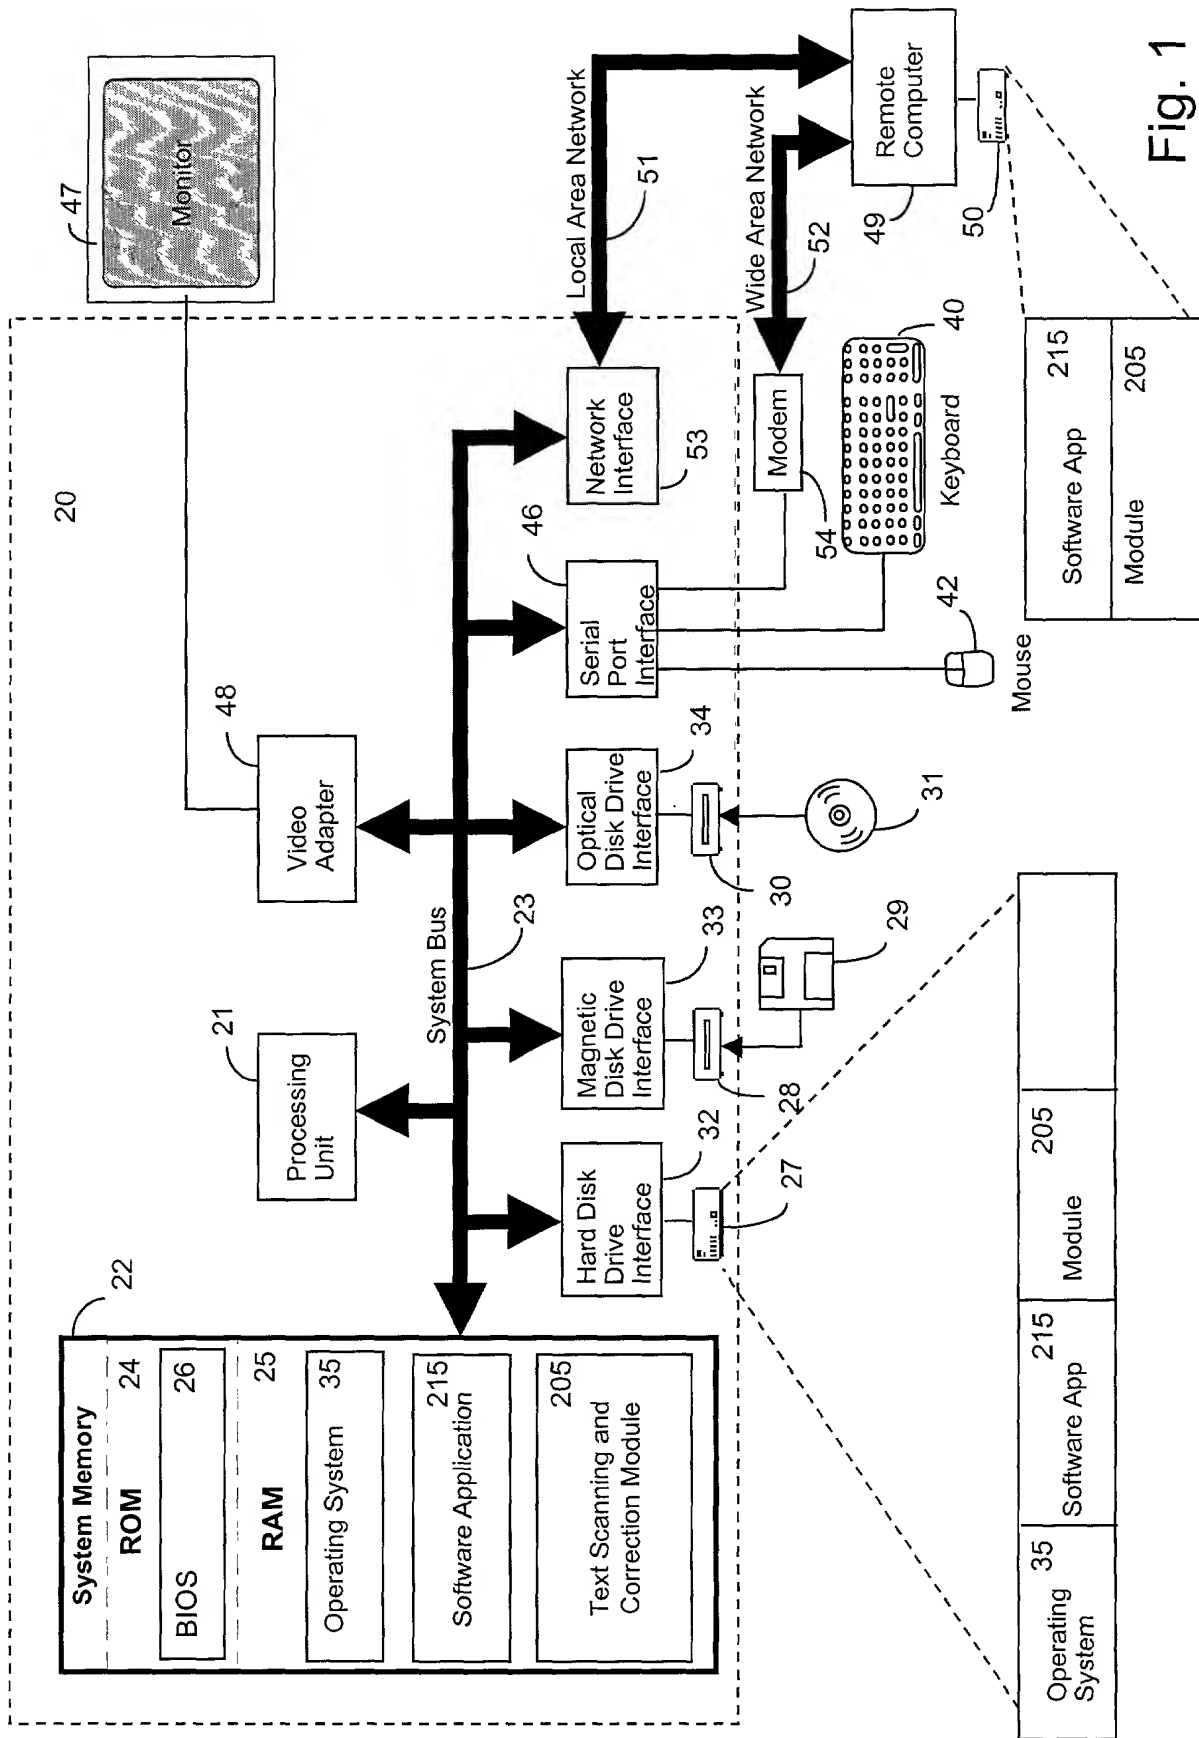 System Memory
ROM
24
BIOS
26
RAM
25
Operating System
35
Software Application
215
Text Scanning and
Correction Module
205
22
Processing
Unit
21
Video
Adapter
48
20
47
Monitor
System Bus
23
Hard Disk
Drive
Interface
32
Magnetic
Disk Drive
Interface
33
Optical
Disk Drive
Interface
34
Serial
Port
Interface
46
Network
Interface
53
Local Area Network
51
Wide Area Network
52
27
28
29
30
31
Modem
54
40
Keyboard
42
Mouse
Remote
Computer
49
50
Operating
System
35
Software App
215
Module
205
Software App
215
Module
205
Fig. 1